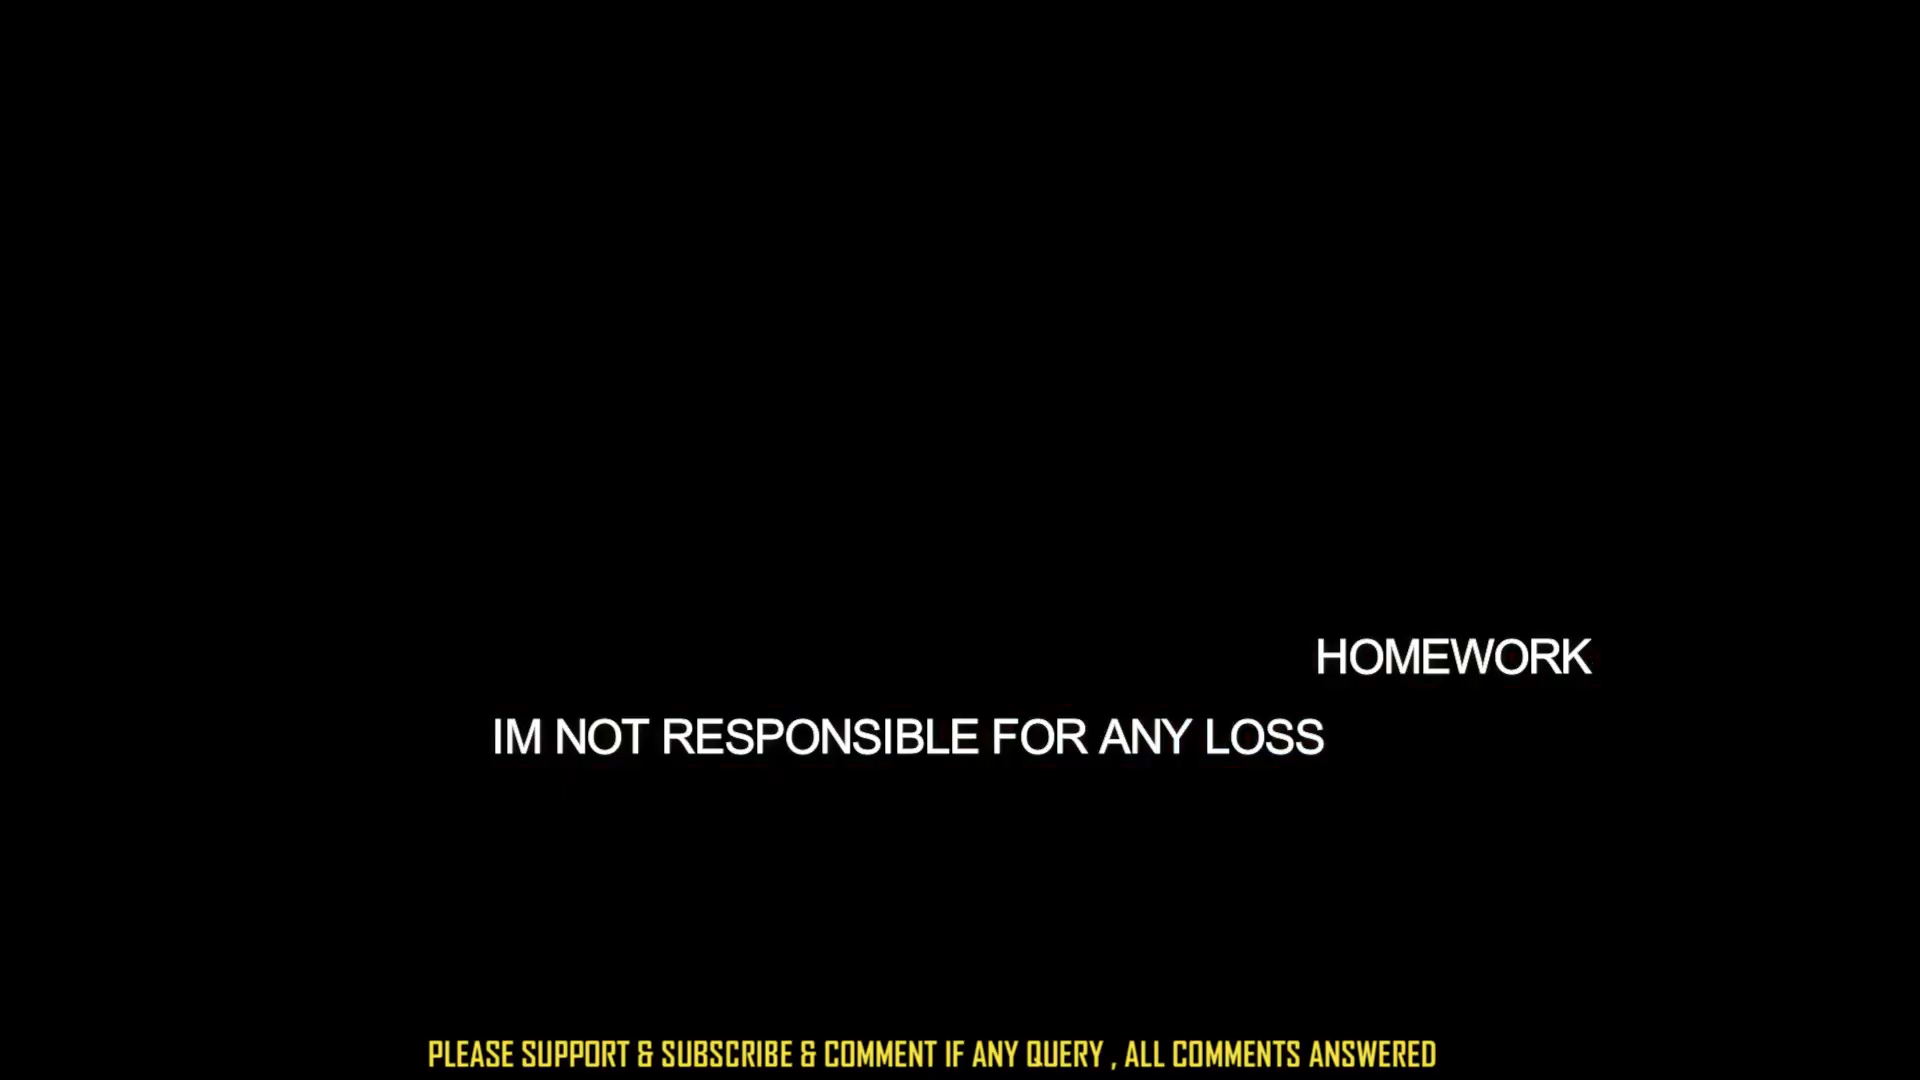 HOMEWORK
IM NOT RESPONSIBLE FOR ANY LOSS
PLEASE SUPPORT & SUBSCRIBE & COMMENT IF ANY QUERY , ALL COMMENTS ANSWERED